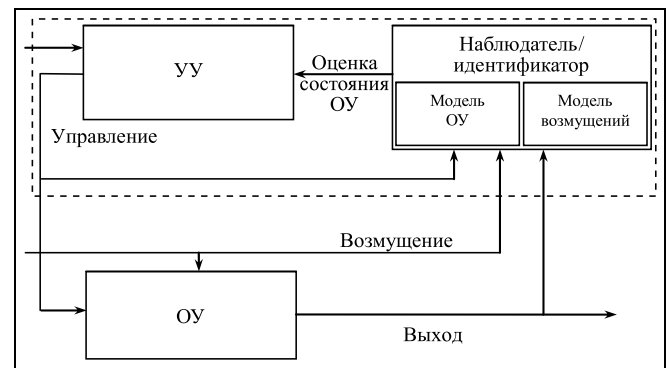 УУ
Оценка
состояния
ОУ
Наблюдатель/
идентификатор
Модель
ОУ
Модель
возмущений
Управление
Возмущение
ОУ
Выход